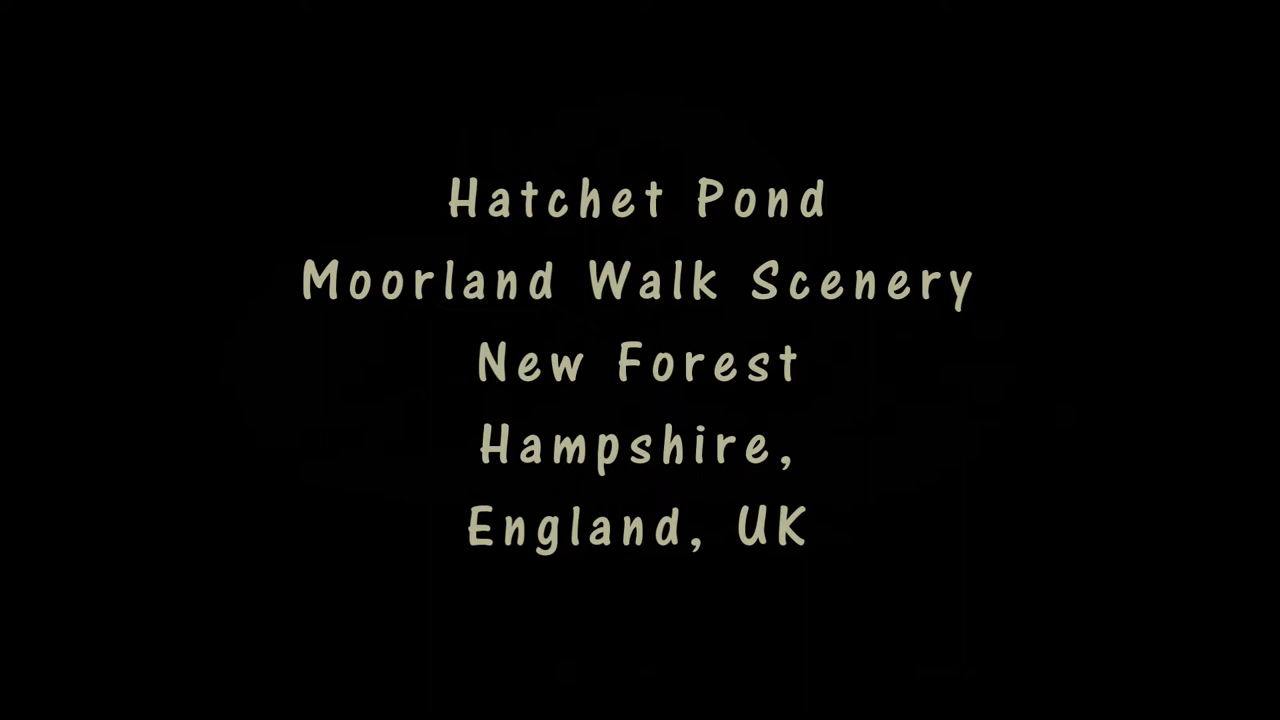 Hatchet Pond
Moorland Walk Scenery
New Forest
Hampshire,
England, UK